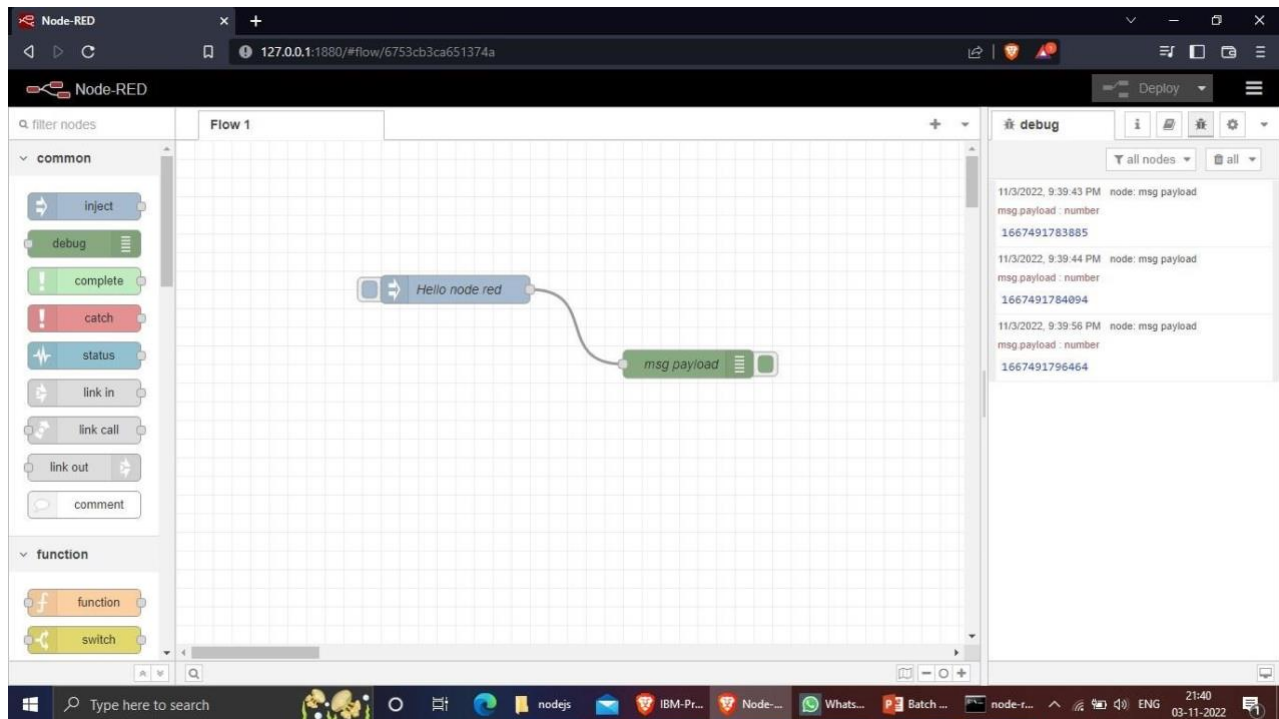 Node-RED
127.0.0.1:1880/#flow/6753cb3ca651374a
Node-RED
Deploy
filter nodes
Flow 1
debug
common
all nodes
all
inject
debug
complete
catch
status
link in
link call
link out
comment
function
function
switch
Hello node red
msg payload
11/3/2022, 9:39:43 PM node: msg payload
msg.payload : number
1667491783885
11/3/2022, 9:39:44 PM node: msg payload
msg.payload : number
1667491784094
11/3/2022, 9:39:56 PM node: msg payload
msg.payload : number
1667491796464
Type here to search
nodejs
IBM-Pr...
Node-...
Whats...
Batch ...
node-r...
ENG
21:40
03-11-2022